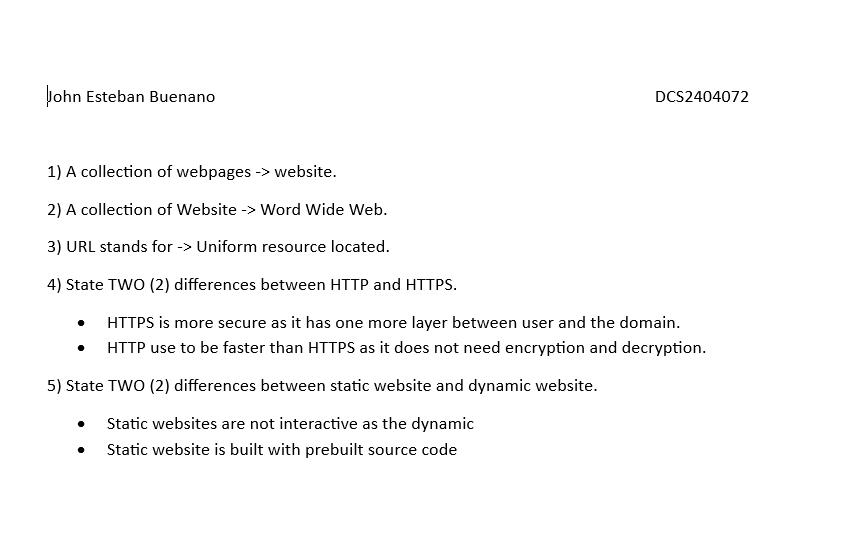 John Esteban Buenano DCS2404072
1) A collection of webpages -> website.
2) A collection of Website -> Word Wide Web.
3) URL stands for -> Uniform resource located.
4) State TWO (2) differences between HTTP and HTTPS.
• HTTPS is more secure as it has one more layer between user and the domain.
• HTTP use to be faster than HTTPS as it does not need encryption and decryption.
5) State TWO (2) differences between static website and dynamic website.
• Static websites are not interactive as the dynamic
• Static website is built with prebuilt source code